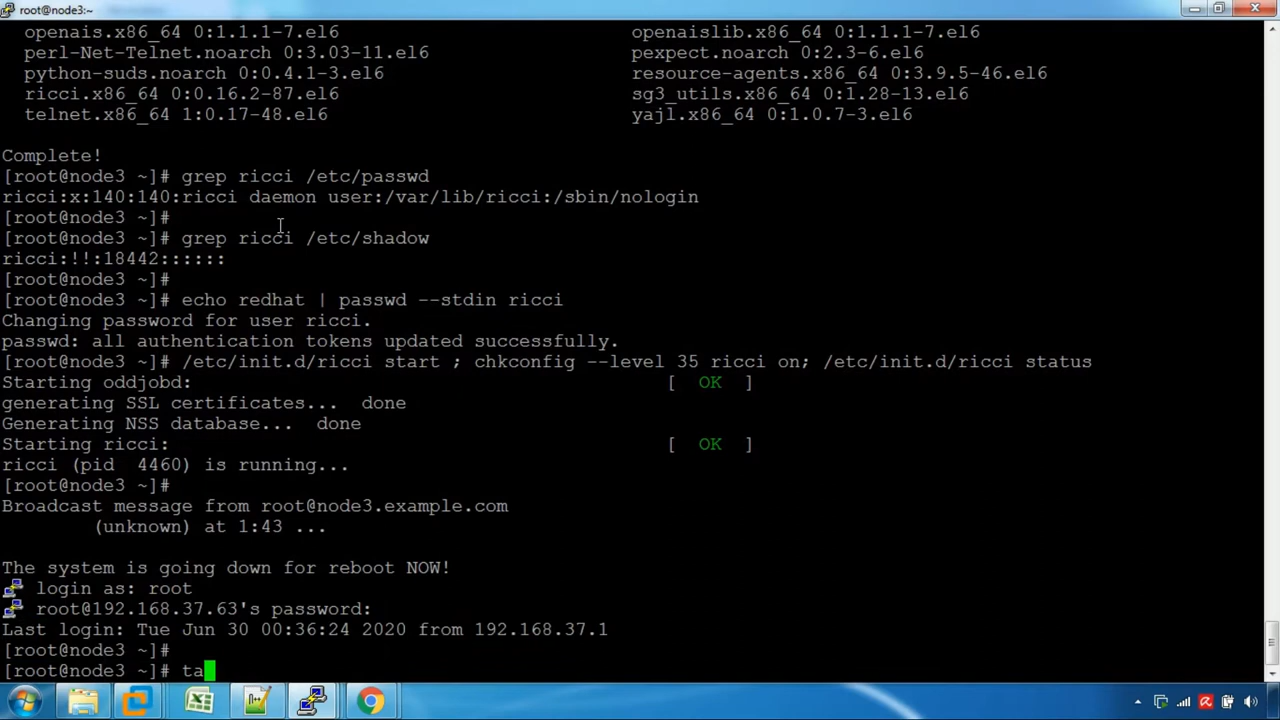 root@node3:~
openais.x86_64 0:1.1.1-7.el6 openaislib.x86_64 0:1.1.1-7.el6
perl-Net-Telnet.noarch 0:3.03-11.el6 pexpect.noarch 0:2.3-6.el6
python-suds.noarch 0:0.4.1-3.el6 resource-agents.x86_64 0:3.9.5-46.el6
ricci.x86_64 0:0.16.2-87.el6 sg3_utils.x86_64 0:1.28-13.el6
telnet.x86_64 1:0.17-48.el6 yajl.x86_64 0:1.0.7-3.el6
Complete!
[root@node3 ~]# grep ricci /etc/passwd
ricci:x:140:140:ricci daemon user:/var/lib/ricci:/sbin/nologin
[root@node3 ~]#
[root@node3 ~]# grep ricci /etc/shadow
ricci:!!:18442::::::
[root@node3 ~]#
[root@node3 ~]# echo redhat | passwd --stdin ricci
Changing password for user ricci.
passwd: all authentication tokens updated successfully.
[root@node3 ~]# /etc/init.d/ricci start ; chkconfig --level 35 ricci on; /etc/init.d/ricci status
Starting oddjobd: [ OK ]
generating SSL certificates... done
Generating NSS database... done
Starting ricci: [ OK ]
ricci (pid 4460) is running...
[root@node3 ~]#
Broadcast message from root@node3.example.com
(unknown) at 1:43 ...
The system is going down for reboot NOW!
login as: root
root@192.168.37.63's password:
Last login: Tue Jun 30 00:36:24 2020 from 192.168.37.1
[root@node3 ~]#
[root@node3 ~]# ta